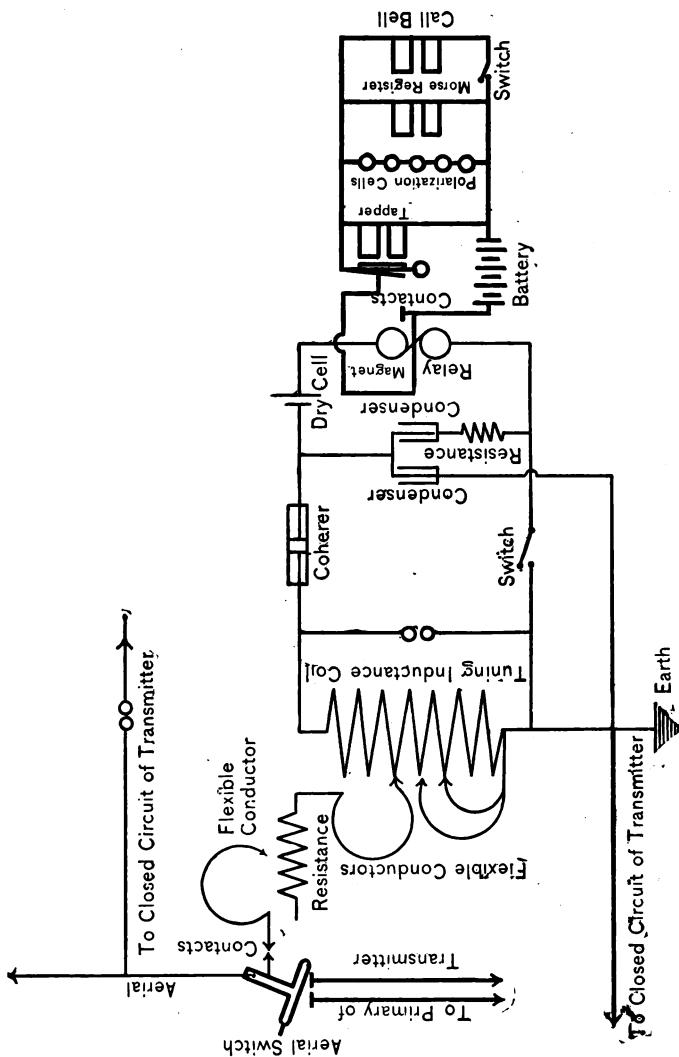 Call Bell
Morse Register
Switch
Polarization Cells
Tapper
Contacts
Battery
Magnet.
Relay
Dry Cell
Condenser
Resistance
Condenser
Coherer
Switch
To Closed Circuit of Transmitter
Tuning Inductance Coil
Earth
Flexible
Conductor
Resistance
Flexible Conductors
To Closed Circuit of Transmitter
Contacts
Aerial
Transmitter
To Primary of
Aerial Switch